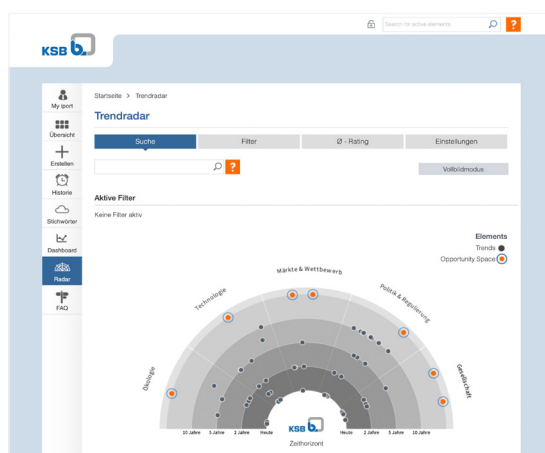 Search for active elements
?
KSB b.
My Iport
Startseite > Trendradar
Trendradar
Übersicht
Suche Filter Ø - Rating Einstellungen
Erstellen
?
Vollbildmodus
Historie
Aktive Filter
Stichwörter
Keine Filter aktiv
Dashboard
Elements
Trends
Opportunity Space
Radar
FAQ
Märkte & Wettbewerb
Technologie
Politik & Regulierung
Ökologie
Gesellschaft
KSB b.
10 Jahre 5 Jahre 2 Jahre Heute Heute 2 Jahre 5 Jahre 10 Jahre
Zeithorizont